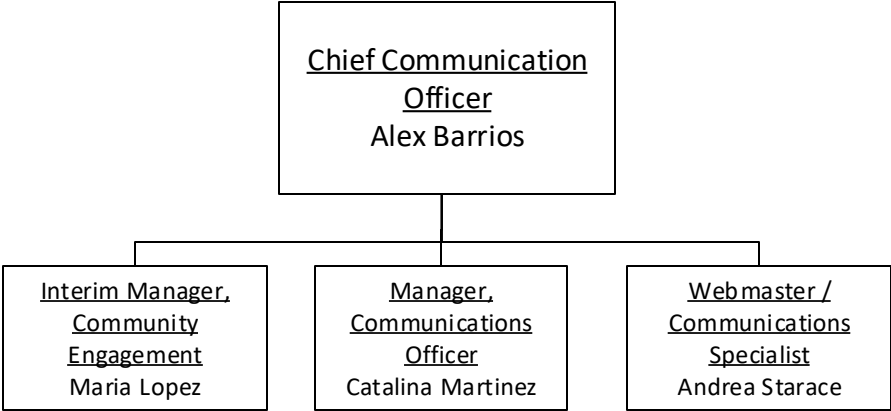 Chief Communication
Officer
Alex Barrios
Interim Manager,
Community
Engagement
Maria Lopez
Manager,
Communications
Officer
Catalina Martinez
Webmaster /
Communications
Specialist
Andrea Starace